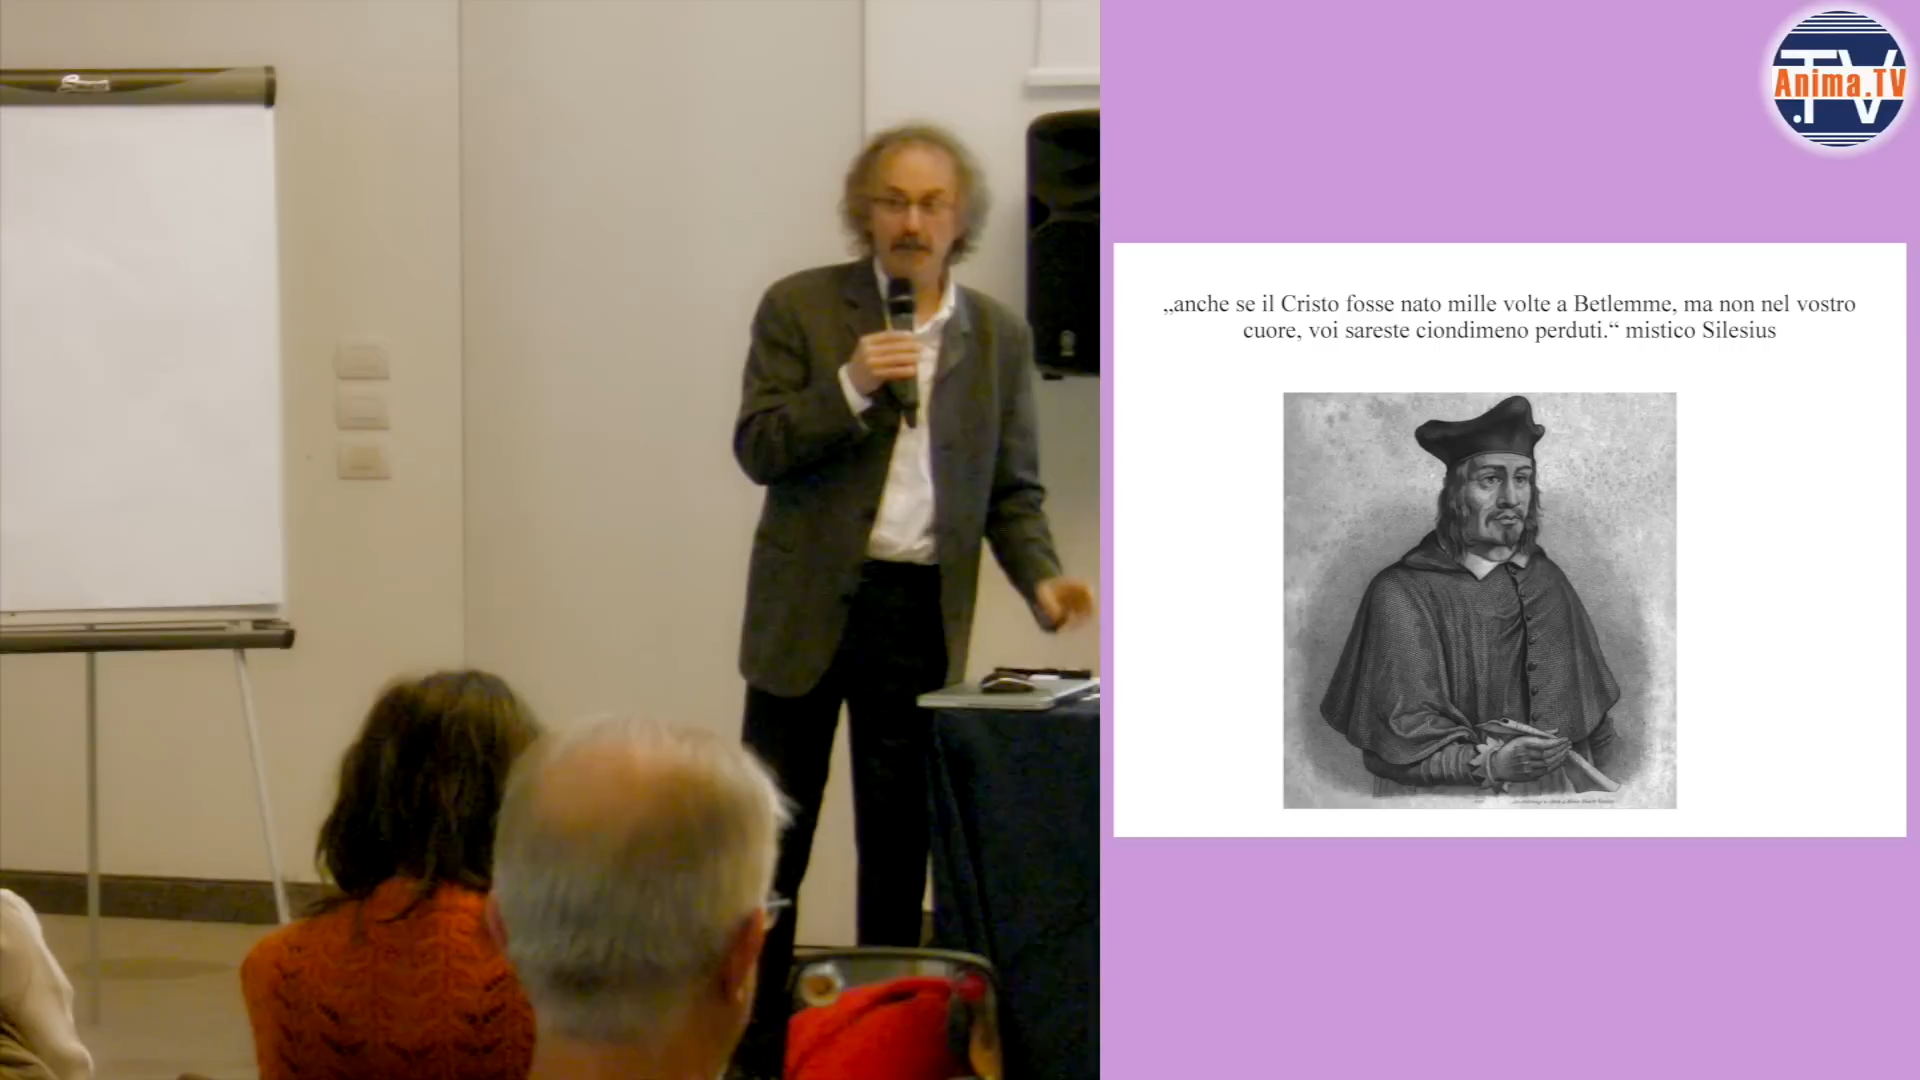 .TV
Anima.TV
„anche se il Cristo fosse nato mille volte a Betlemme, ma non nel vostro
cuore, voi sareste ciondimeno perduti.“ mistico Silesius